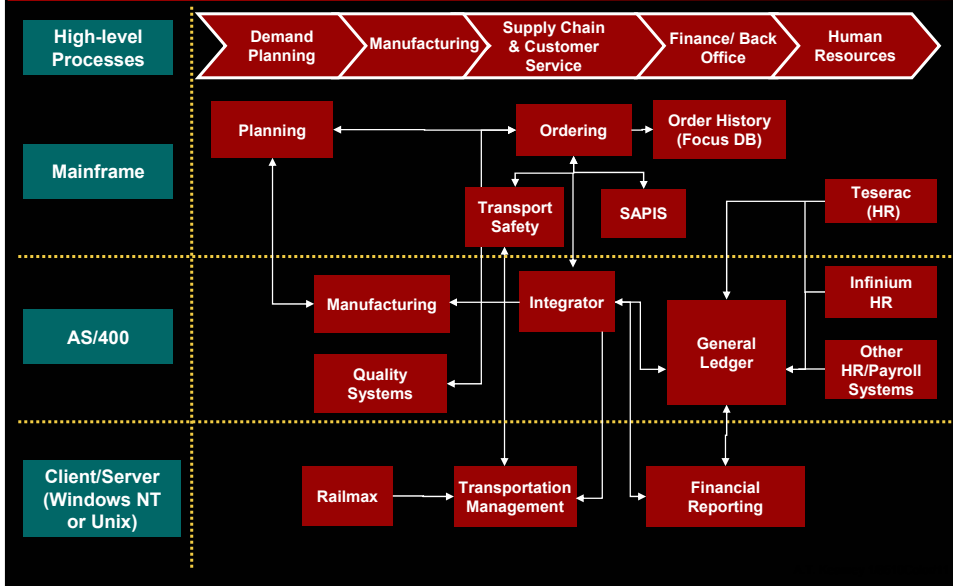 High-level
Processes
Demand
Planning
Manufacturing
Supply Chain
& Customer
Service
Finance/ Back
Office
Human
Resources
Mainframe
Planning
Ordering
Order History
(Focus DB)
Transport
Safety
SAPIS
Teserac
(HR)
AS/400
Manufacturing
Integrator
General
Ledger
Infinium
HR
Quality
Systems
Other
HR/Payroll
Systems
Client/Server
(Windows NT
or Unix)
Railmax
Transportation
Management
Financial
Reporting